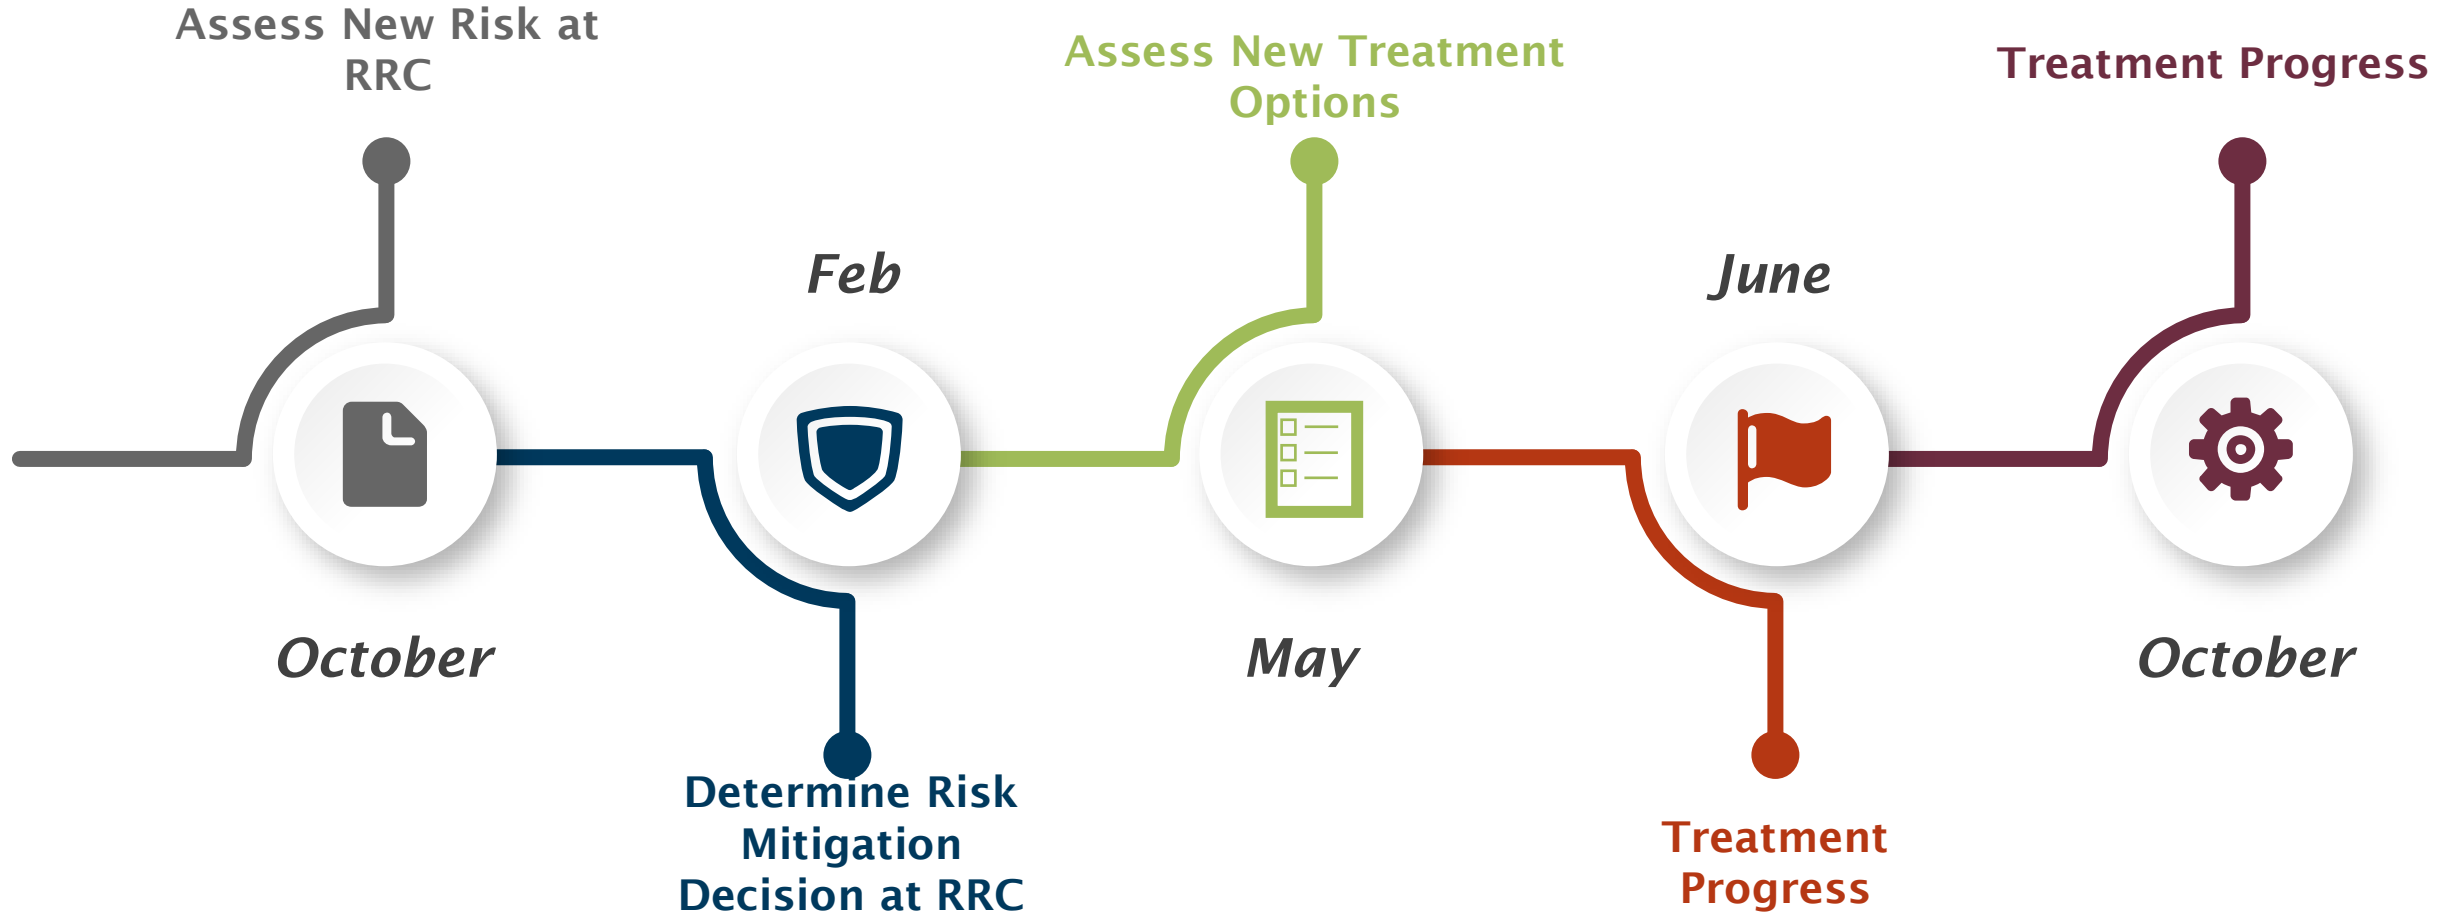 Assess New Risk at
RRC
October
Feb
Determine Risk
Mitigation
Decision at RRC
Assess New Treatment
Options
May
June
Treatment
Progress
Treatment Progress
October